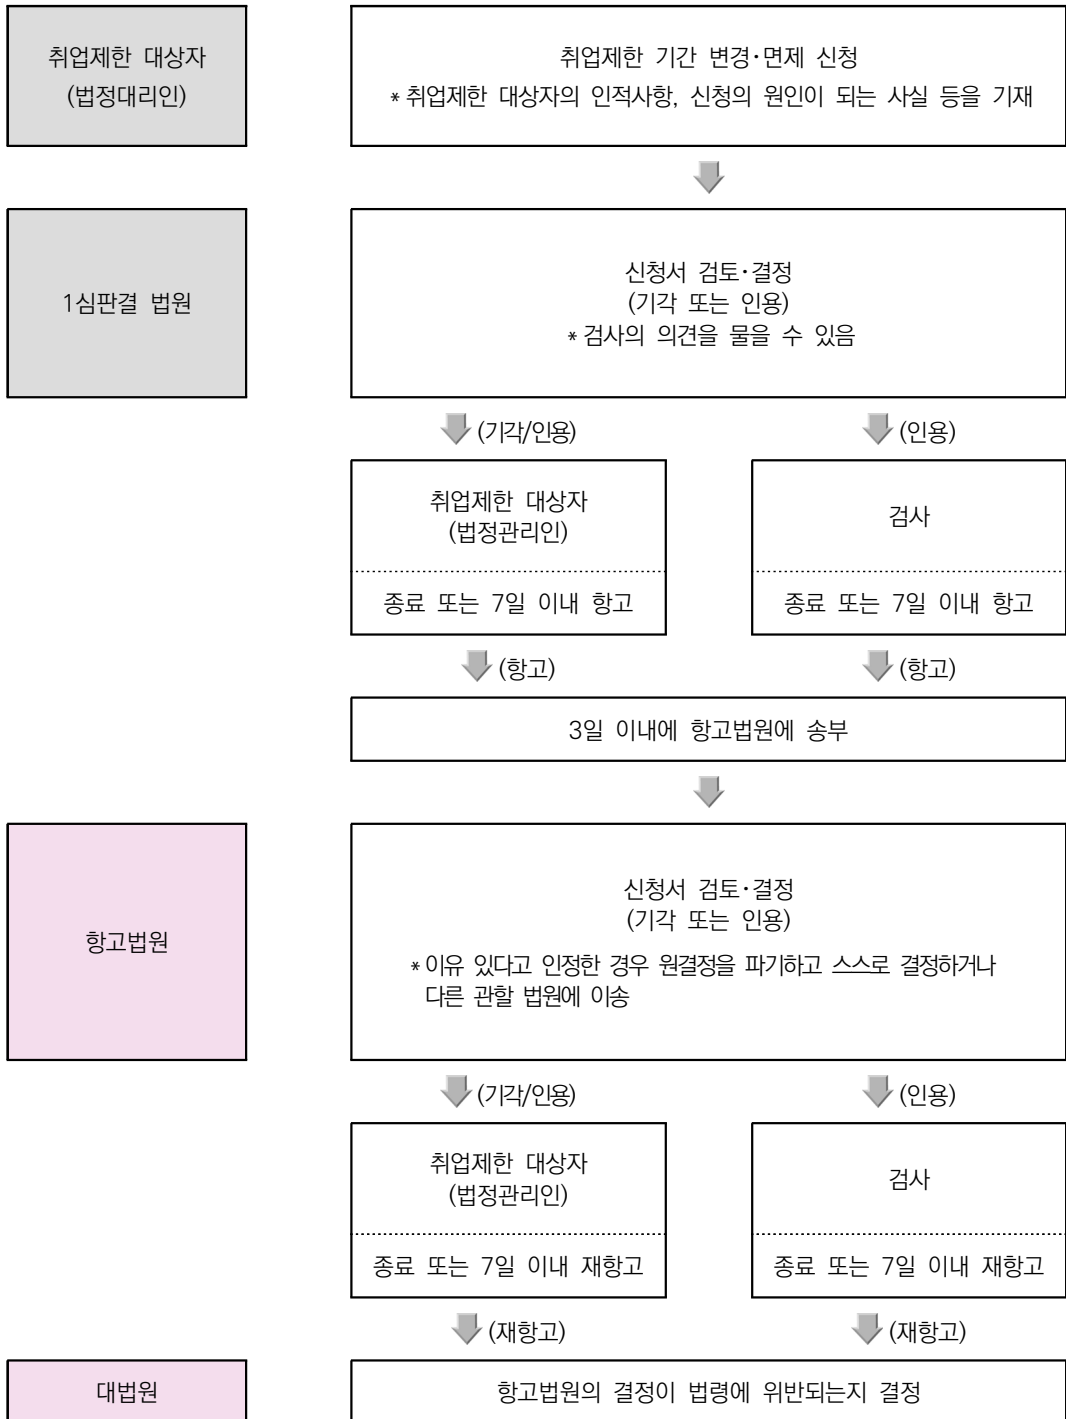 취업제한 대상자
(법정대리인)
취업제한 기간 변경·면제 신청
* 취업제한 대상자의 인적사항, 신청의 원인이 되는 사실 등을 기재
1심판결 법원
신청서 검토·결정
(기각 또는 인용)
* 검사의 의견을 물을 수 있음
(기각/인용)
(인용)
취업제한 대상자
(법정관리인)
검사
종료 또는 7일 이내 항고
종료 또는 7일 이내 항고
(항고)
(항고)
3일 이내에 항고법원에 송부
항고법원
신청서 검토·결정
(기각 또는 인용)
* 이유 있다고 인정한 경우 원결정을 파기하고 스스로 결정하거나
다른 관할 법원에 이송
(기각/인용)
(인용)
취업제한 대상자
(법정관리인)
검사
종료 또는 7일 이내 재항고
종료 또는 7일 이내 재항고
(재항고)
(재항고)
대법원
항고법원의 결정이 법령에 위반되는지 결정